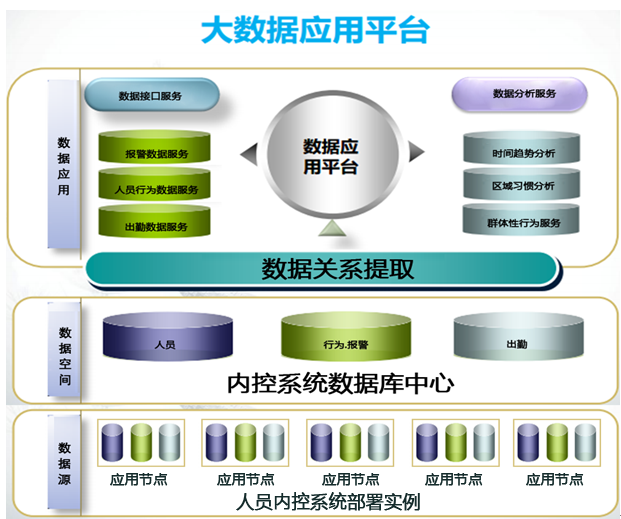 大数据应用平台
数据应用
数据接口服务
报警数据服务
人员行为数据服务
出勤数据服务
数据应
用平台
数据分析服务
时间趋势分析
区域习惯分析
群体性行为服务
数据关系提取
数据空间
人员
行为.报警
出勤
内控系统数据库中心
数据源
应用节点
应用节点
应用节点
应用节点
应用节点
人员内控系统部署实例